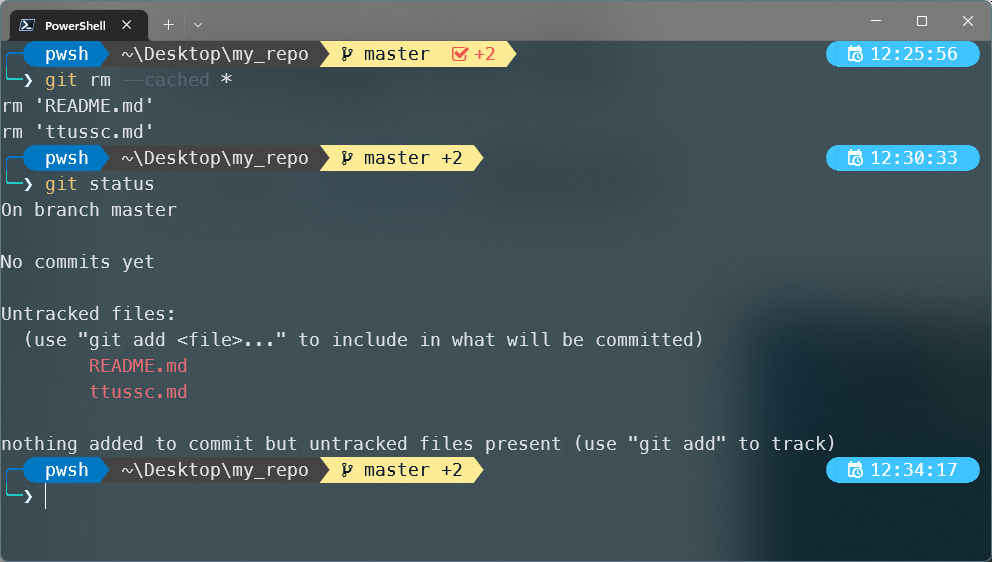 PowerShell
pwsh ~\Desktop\my_repo master +2 12:25:56
❯ git rm --cached *
rm 'README.md'
rm 'ttussc.md'
pwsh ~\Desktop\my_repo master +2 12:30:33
❯ git status
On branch master
No commits yet
Untracked files:
(use "git add <file>..." to include in what will be committed)
README.md
ttussc.md
nothing added to commit but untracked files present (use "git add" to track)
pwsh ~\Desktop\my_repo master +2 12:34:17
❯